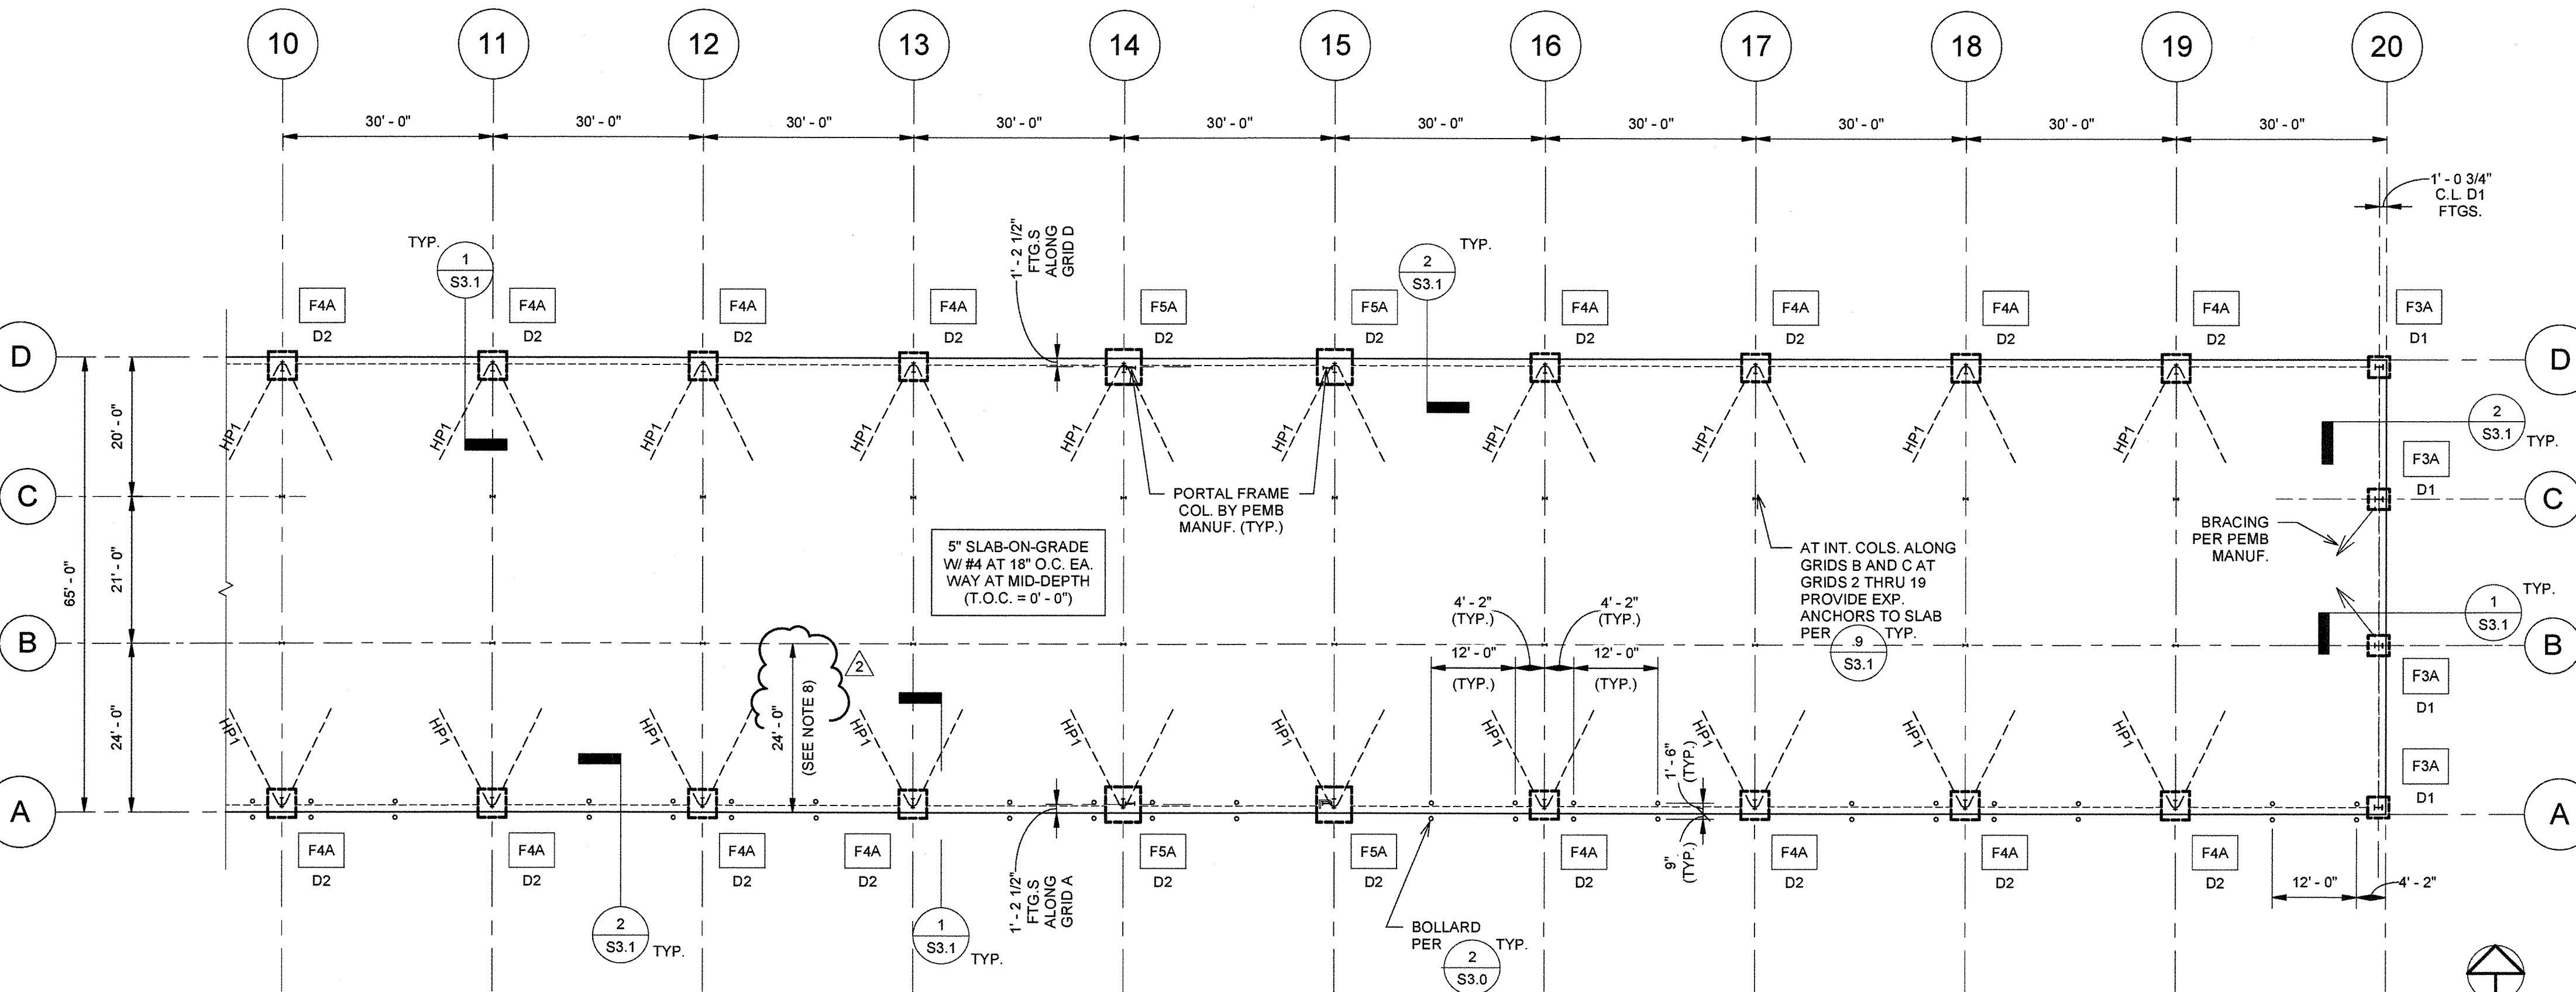 10 11 12 13 14 15 16 17 18 19 20
30' - 0" 30' - 0" 30' - 0" 30' - 0" 30' - 0" 30' - 0" 30' - 0" 30' - 0" 30' - 0" 30' - 0"
1' - 0 3/4"
C.L. D1
FTGS.
TYP.
1
S3.1
1' - 2 1/2"
FTG.S
ALONG
GRID D
2
S3.1
TYP.
F4A F4A F4A F4A F5A F5A F4A F4A F4A F4A F3A
D2 D2 D2 D2 D2 D2 D2 D2 D2 D2 D1
D
D
HP1 HP1 HP1 HP1 HP1 HP1 HP1 HP1 HP1 HP1
20' - 0"
2
S3.1
TYP.
F3A
D1
C
C
PORTAL FRAME
COL. BY PEMB
MANUF. (TYP.)
BRACING
PER PEMB
MANUF.
5" SLAB-ON-GRADE
W/ #4 AT 18" O.C. EA.
WAY AT MID-DEPTH
(T.O.C. = 0' - 0")
AT INT. COLS. ALONG
GRIDS B AND C AT
GRIDS 2 THRU 19
PROVIDE EXP.
ANCHORS TO SLAB
PER 9 TYP.
S3.1
65' - 0"
21' - 0"
4' - 2"
(TYP.)
4' - 2"
(TYP.)
1
S3.1
TYP.
B
B
2
12' - 0"
(TYP.)
12' - 0"
(TYP.)
F3A
D1
24' - 0"
24' - 0"
(SEE NOTE 8)
HP1 HP1 HP1 HP1 HP1 HP1 HP1 HP1 HP1 HP1
1' - 6"
(TYP.)
F3A
D1
A
A
9"
(TYP.)
F4A F4A F4A F4A F5A F5A F4A F4A F4A F4A
D2 D2 D2 D2 D2 D2 D2 D2 D2 D2
1' - 2 1/2"
FTG.S
ALONG
GRID A
12' - 0"
4' - 2"
2
S3.1
TYP.
1
S3.1
TYP.
BOLLARD
PER
2
S3.0
TYP.